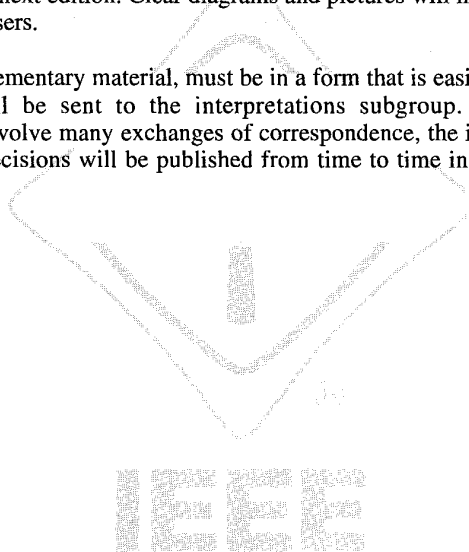 next edition. Clear diagrams and pictures will
sers.
ementary material, must be in a form that is easi
l be sent to the interpretations subgroup.
volve many exchanges of correspondence, the i
cisions will be published from time to time in
IEEE